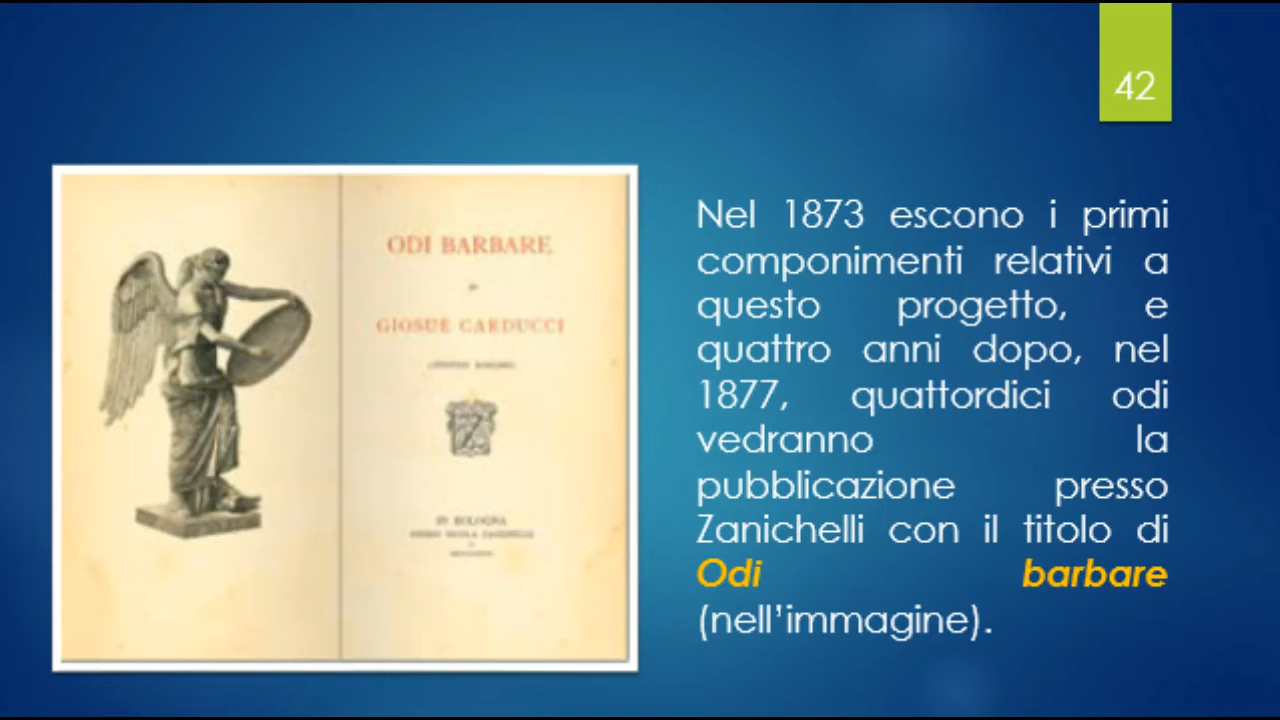 42
ODI BARBARE
GIOSUÈ CARDUCCI
IN BOLOGNA
Nel 1873 escono i primi
componimenti relativi a
questo progetto, e
quattro anni dopo, nel
1877, quattordici odi
vedranno la
pubblicazione presso
Zanichelli con il titolo di
Odi barbare
(nell’immagine).